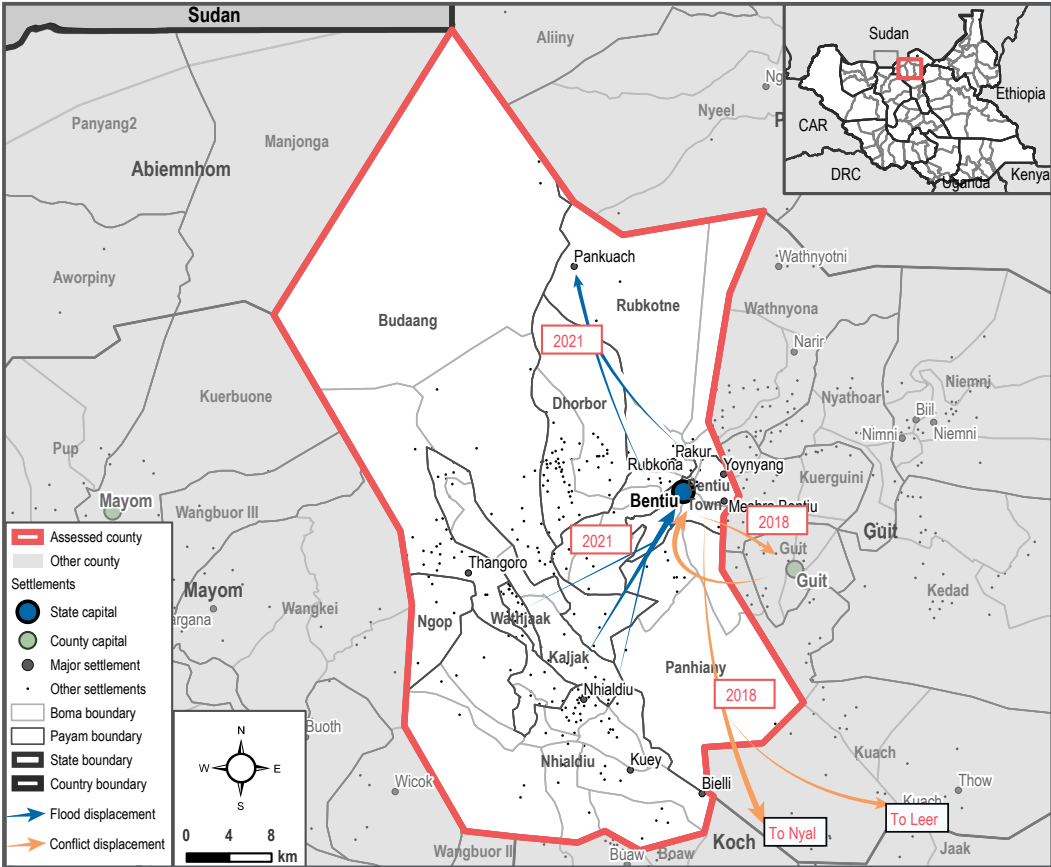 Sudan
Aliiny
Sudan
Ethiopia
CAR
DRC
Uganda
Kenya
Ng
Nyeel
P
Panyang2
Manjonga
Abiemnhom
Aworpiny
Pankuach
Wathnyotni
Rubkotne
Budaang
Wathnyona
2021
Narir
Kuerbuone
Nyathoar
Niemni
Dhorbor
Biil
Nimni
Niemni
Pup
Rakur
Rubkona
Yoynyang
Kuerguini
Bentiu
Bentiu
Town
Mayom
Wangbuor III
2018
Guit
2021
Guit
Guit
Thangoro
Mayom
argana
Wangkei
Kedad
Ngop
Wathjaak
Kaljak
Panhiany
2018
Nhialdiu
Buoth
Nhialdiu
Kuey
Kuach
Wicok
Bielli
Thow
Kuach
To Leer
To Nyal
Koch
Wangbuor II
Buaw
Boaw
Jaak
Assessed county
Other county
Settlements
State capital
County capital
Major settlement
Other settlements
Boma boundary
Payam boundary
State boundary
Country boundary
Flood displacement
Conflict displacement
N
W
E
S
0 4 8
km